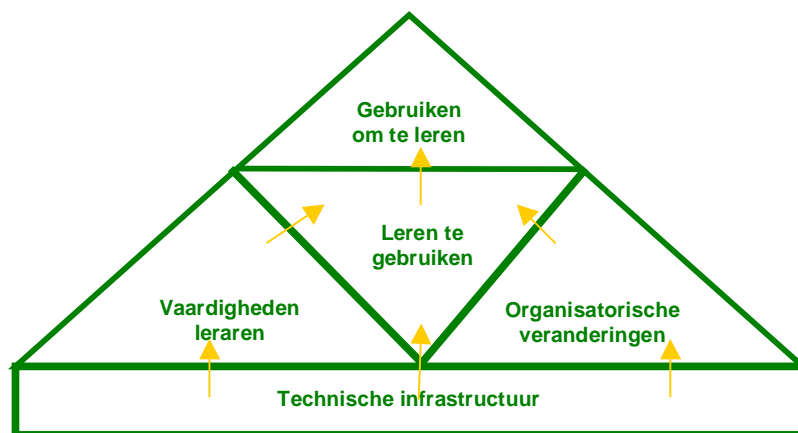 Gebruiken
om te leren
Leren te
gebruiken
Vaardigheden
leraren
Organisatorische
veranderingen
Technische infrastructuur